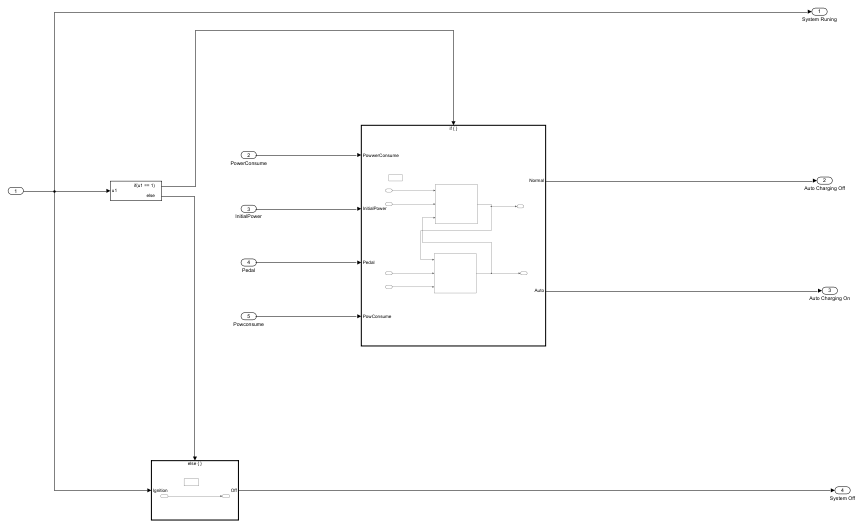 1
System Runing
if { }
2
PowerConsume
PowwerConsume
if(u1 == 1)
Normal
2
Auto Charging Off
1
u1
else
3
InitialPower
InitialPower
4
Pedal
Pedal
Auto
3
Auto Charging On
5
Powconsume
PowConsume
else { }
Ignition
Off
4
System Off